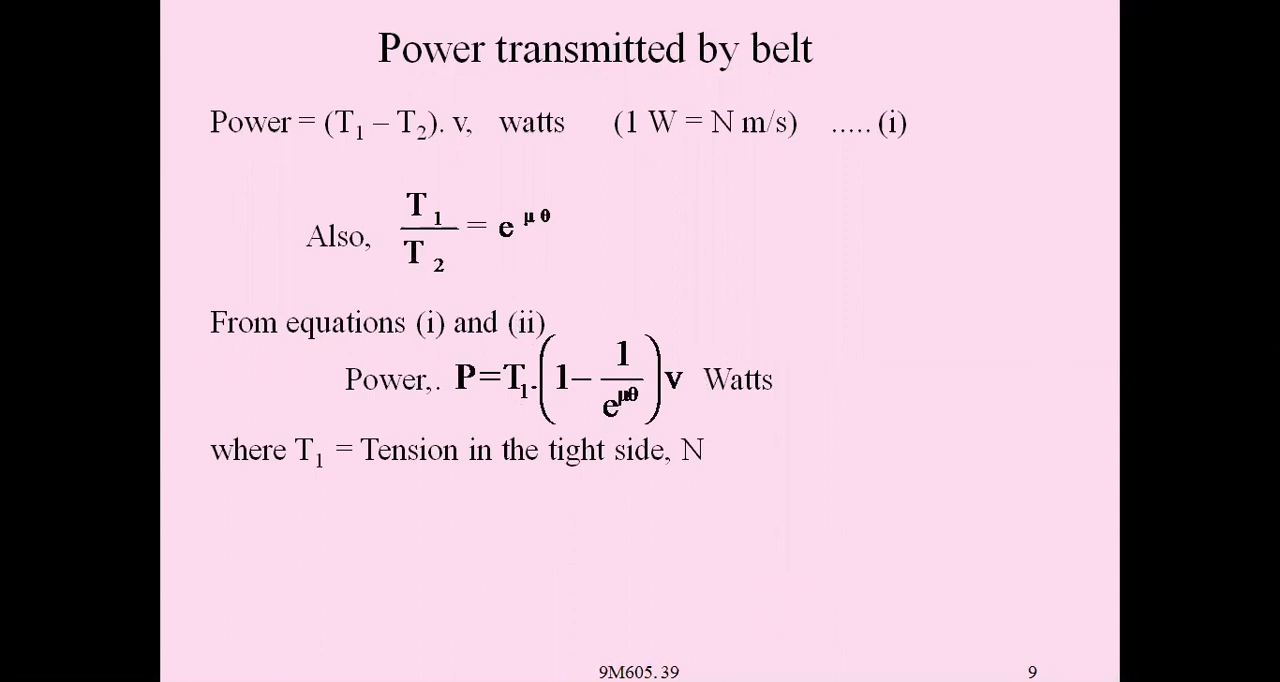 Power transmitted by belt
Power = (T₁ – T₂). v, watts (1 W = N m/s) ..... (i)
Also, T₁/T₂ = e^μθ
From equations (i) and (ii)
Power,. P=T₁.(1−1/e^μθ)v Watts
where T₁ = Tension in the tight side, N
9M605.39 9